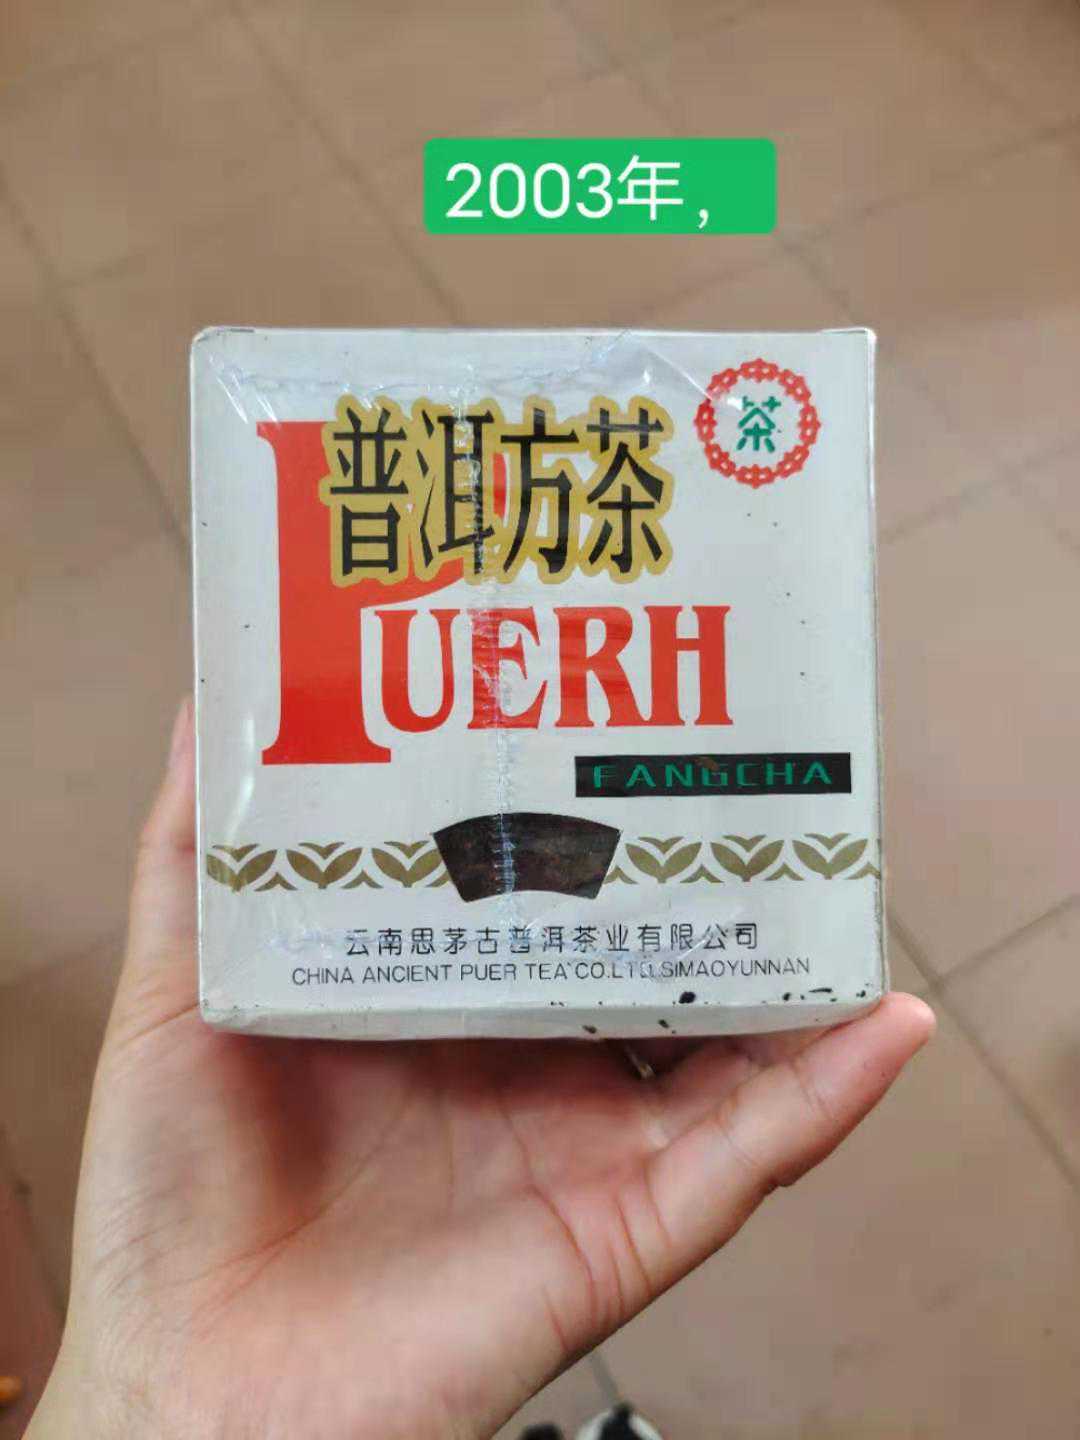 2003年,
茶
普洱方茶
PUERH
FANGCHA
云南思茅古普洱茶业有限公司
CHINA ANCIENT PUER TEA CO.LTD.SIMAOYUNNAN